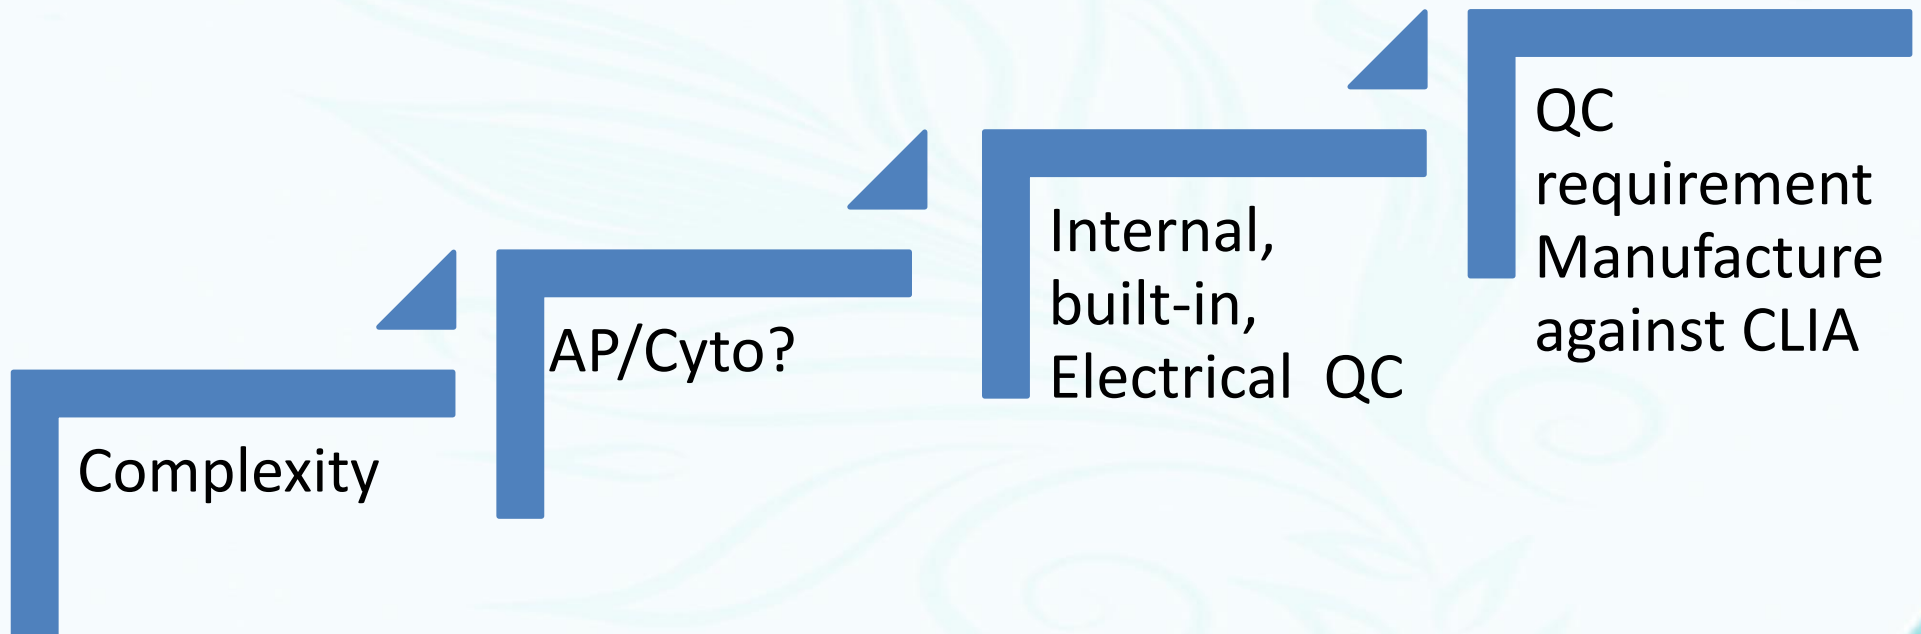 Complexity
AP/Cyto?
Internal,
built-in,
Electrical  QC
QC
requirement
Manufacture
against CLIA